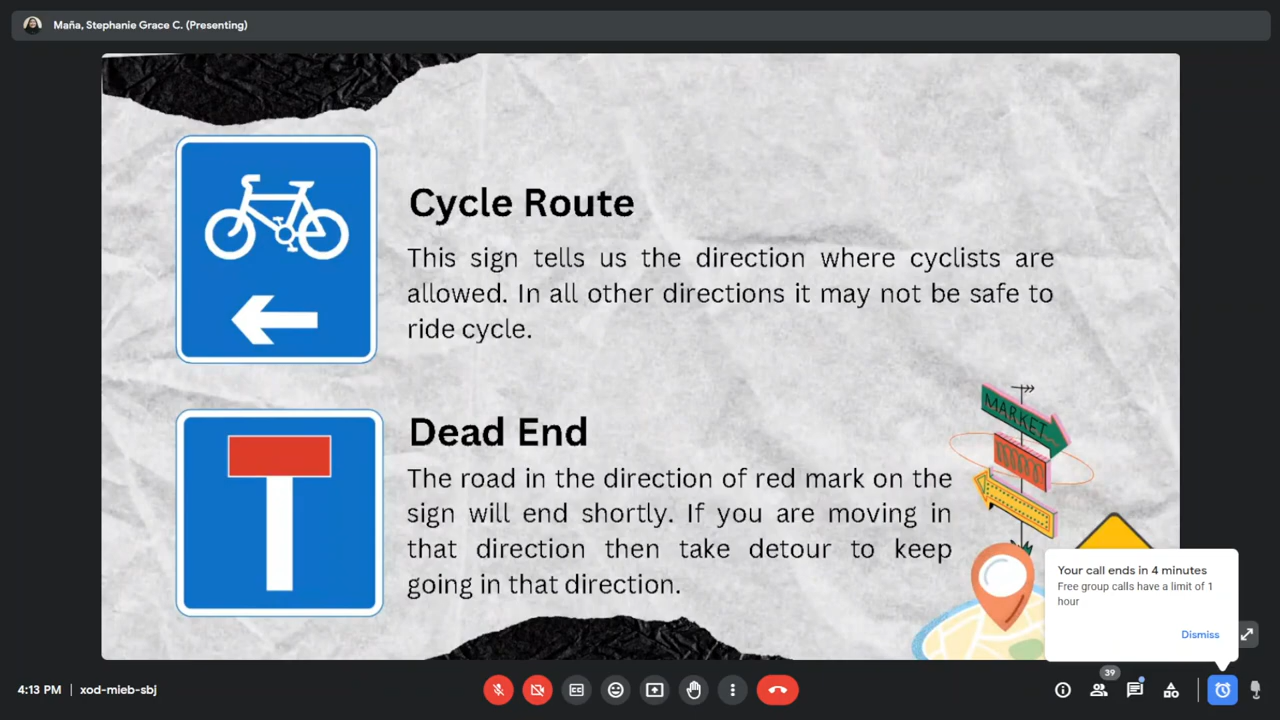 Maña, Stephanie Grace C. (Presenting)
Cycle Route
This sign tells us the direction where cyclists are
allowed. In all other directions it may not be safe to
ride cycle.
Dead End
The road in the direction of red mark on the
sign will end shortly. If you are moving in
that direction then take detour to keep
going in that direction.
MARKET
Your call ends in 4 minutes
Free group calls have a limit of 1
hour
Dismiss
39
4:13 PM | xod-mieb-sbj
CC